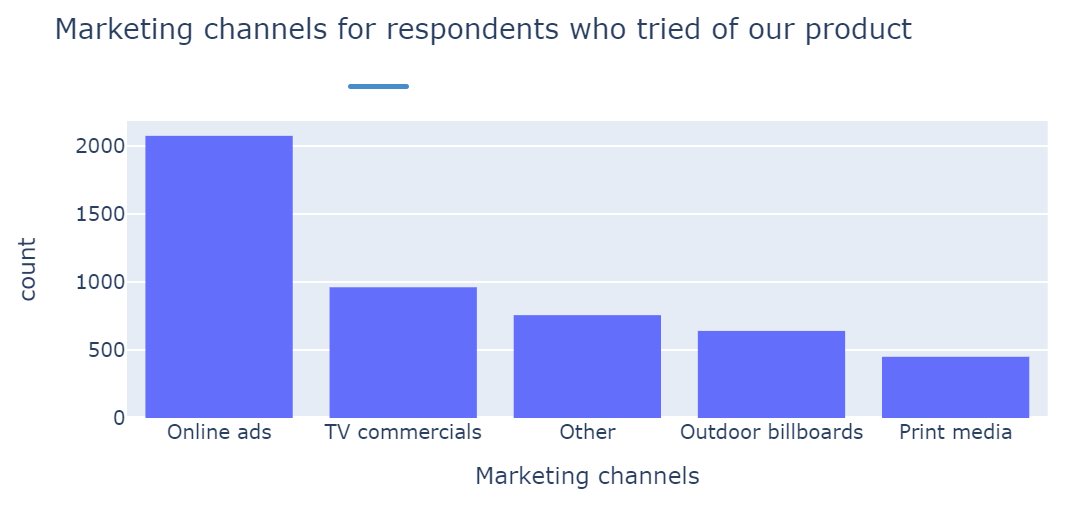 Marketing channels for respondents who tried of our product
2000
1500
1000
500
0
count
Online ads
TV commercials
Other
Outdoor billboards
Print media
Marketing channels